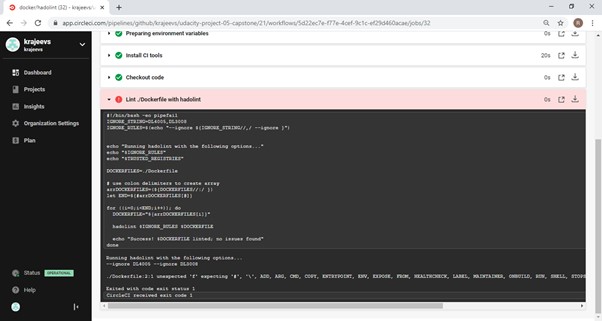 docker/hadolint (32) - krajeevs/u
app.circleci.com/pipelines/github/krajeevs/udacity-project-05-capstone/21/workflows/5d22ec7e-f77e-4cef-9c1c-ef29d460acae/jobs/32
R
krajeevs
krajeevs
Dashboard
Projects
Insights
Organization Settings
Plan
Status OPERATIONAL
Help
Preparing environment variables 0s
Install CI tools 20s
Checkout code 0s
Lint ./Dockerfile with hadolint 0s
#!/bin/bash -eo pipefail
IGNORE_STRING=DL4005,DL3008
IGNORE_RULES=$(echo "--ignore ${IGNORE_STRING//,/ --ignore }")
echo "Running hadolint with the following options..."
echo "$IGNORE_RULES"
echo "$TRUSTED_REGISTRIES"
DOCKERFILES=./Dockerfile
# use colon delimiters to create array
arrDOCKERFILES=(${DOCKERFILES//:/ })
let END=${#arrDOCKERFILES[@]}
for ((i=0;i<END;i++)); do
DOCKERFILE="${arrDOCKERFILES[i]}"
hadolint $IGNORE_RULES $DOCKERFILE
echo "Success! $DOCKERFILE linted; no issues found"
done
Running hadolint with the following options...
--ignore DL4005 --ignore DL3008
./Dockerfile:2:1 unexpected 'f' expecting '#', '\', ADD, ARG, CMD, COPY, ENTRYPOINT, ENV, EXPOSE, FROM, HEALTHCHECK, LABEL, MAINTAINER, ONBUILD, RUN, SHELL, STOPS
Exited with code exit status 1
CircleCI received exit code 1